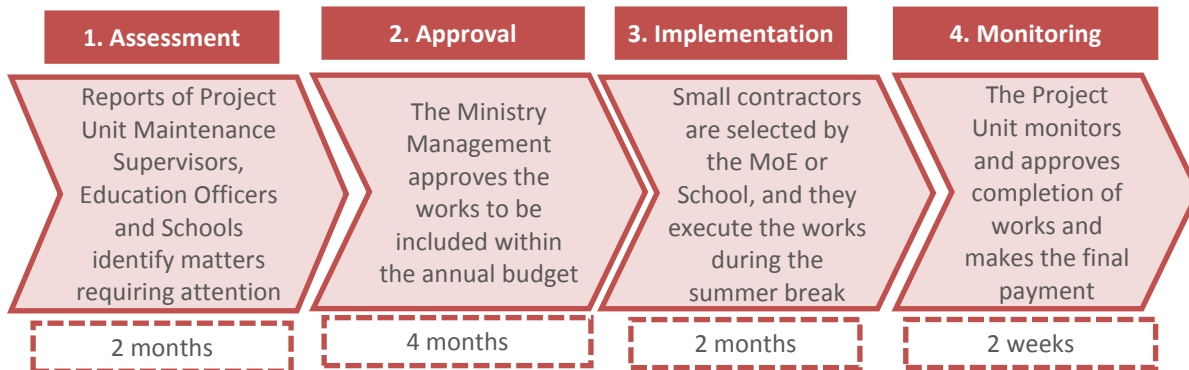 1. Assessment
Reports of Project
Unit Maintenance
Supervisors,
Education Officers
and Schools
identify matters
requiring attention
2 months
2. Approval
The Ministry
Management
approves the
works to be
included within
the annual budget
4 months
3. Implementation
Small contractors
are selected by
the MoE or
School, and they
execute the works
during the
summer break
2 months
4. Monitoring
The Project
Unit monitors
and approves
completion of
works and
makes the final
payment
2 weeks